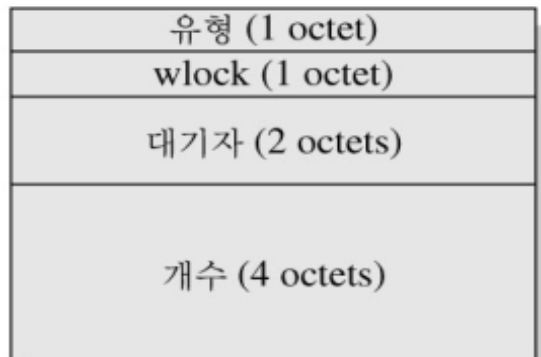 유형 (1 octet)
wlock (1 octet)
대기자 (2 octets)
개수 (4 octets)